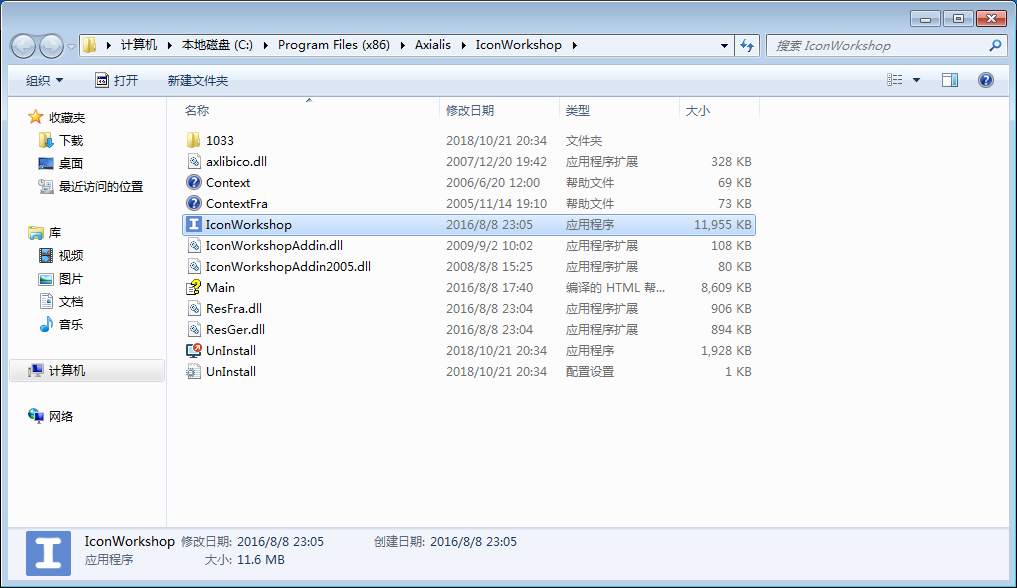 计算机 本地磁盘 (C:) Program Files (x86) Axialis IconWorkshop 搜索 IconWorkshop
组织 打开 新建文件夹
名称 修改日期 类型 大小
收藏夹
下载
桌面
最近访问的位置
库
视频
图片
文档
音乐
计算机
网络
1033 2018/10/21 20:34 文件夹
axlibico.dll 2007/12/20 19:42 应用程序扩展 328 KB
Context 2006/6/20 12:00 帮助文件 69 KB
ContextFra 2005/11/14 19:10 帮助文件 73 KB
IconWorkshop 2016/8/8 23:05 应用程序 11,955 KB
IconWorkshopAddin.dll 2009/9/2 10:02 应用程序扩展 108 KB
IconWorkshopAddin2005.dll 2008/8/8 15:25 应用程序扩展 80 KB
Main 2016/8/8 17:40 编译的 HTML 帮... 8,609 KB
ResFra.dll 2016/8/8 23:04 应用程序扩展 906 KB
ResGer.dll 2016/8/8 23:04 应用程序扩展 894 KB
UnInstall 2018/10/21 20:34 应用程序 1,928 KB
UnInstall 2018/10/21 20:34 配置设置 1 KB
IconWorkshop 修改日期: 2016/8/8 23:05 创建日期: 2016/8/8 23:05
应用程序 大小: 11.6 MB